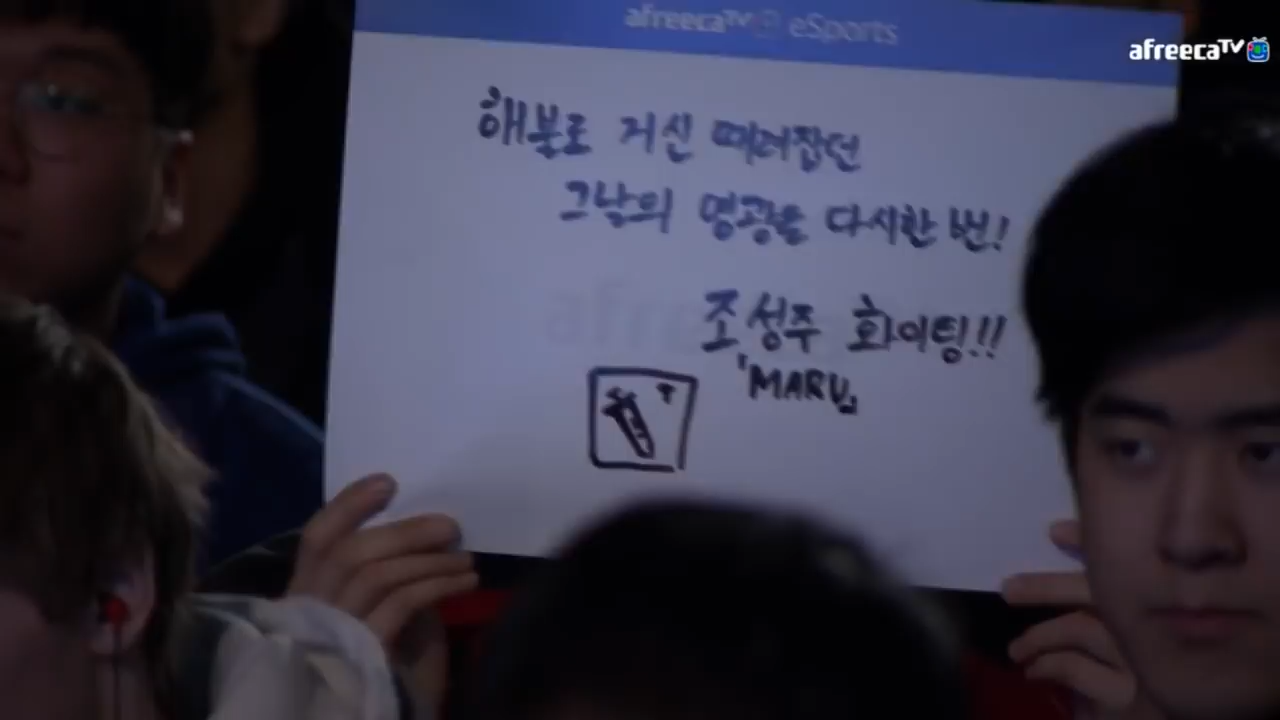 afreecaTV eSports
afreecaTV
해불로 거신 때려잡던
그날의 영광을 다시한 번!
조성주 화이팅!!
「MARU」